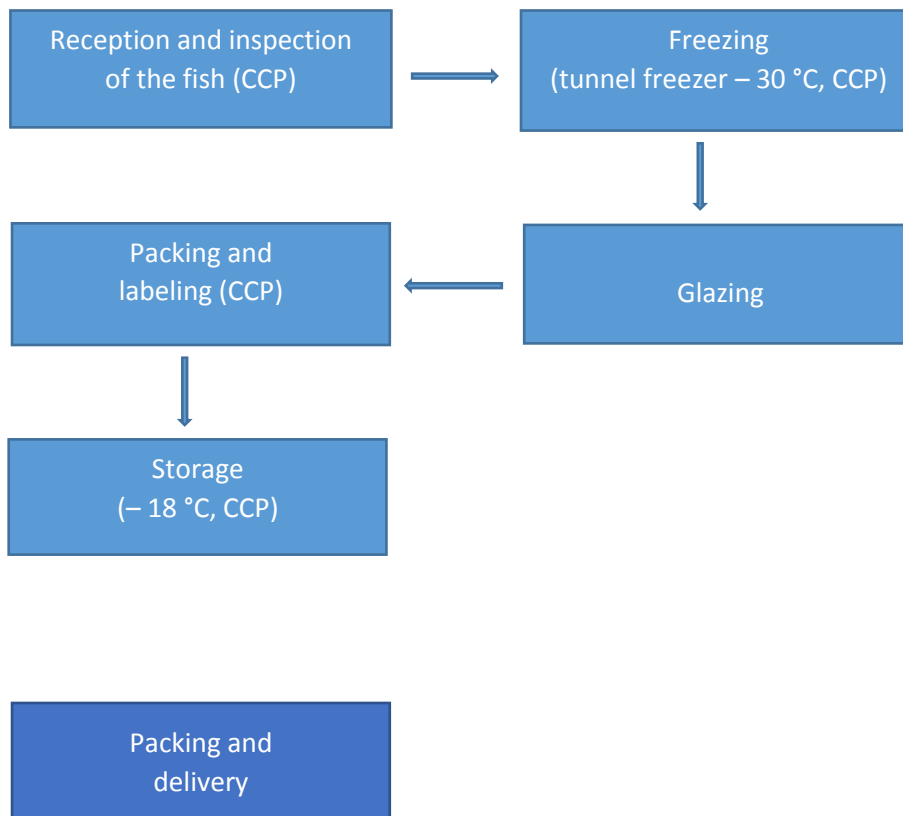 Reception and inspection
of the fish (CCP)
Freezing
(tunnel freezer – 30 °C, CCP)
Packing and
labeling (CCP)
Glazing
Storage
(– 18 °C, CCP)
Packing and
delivery